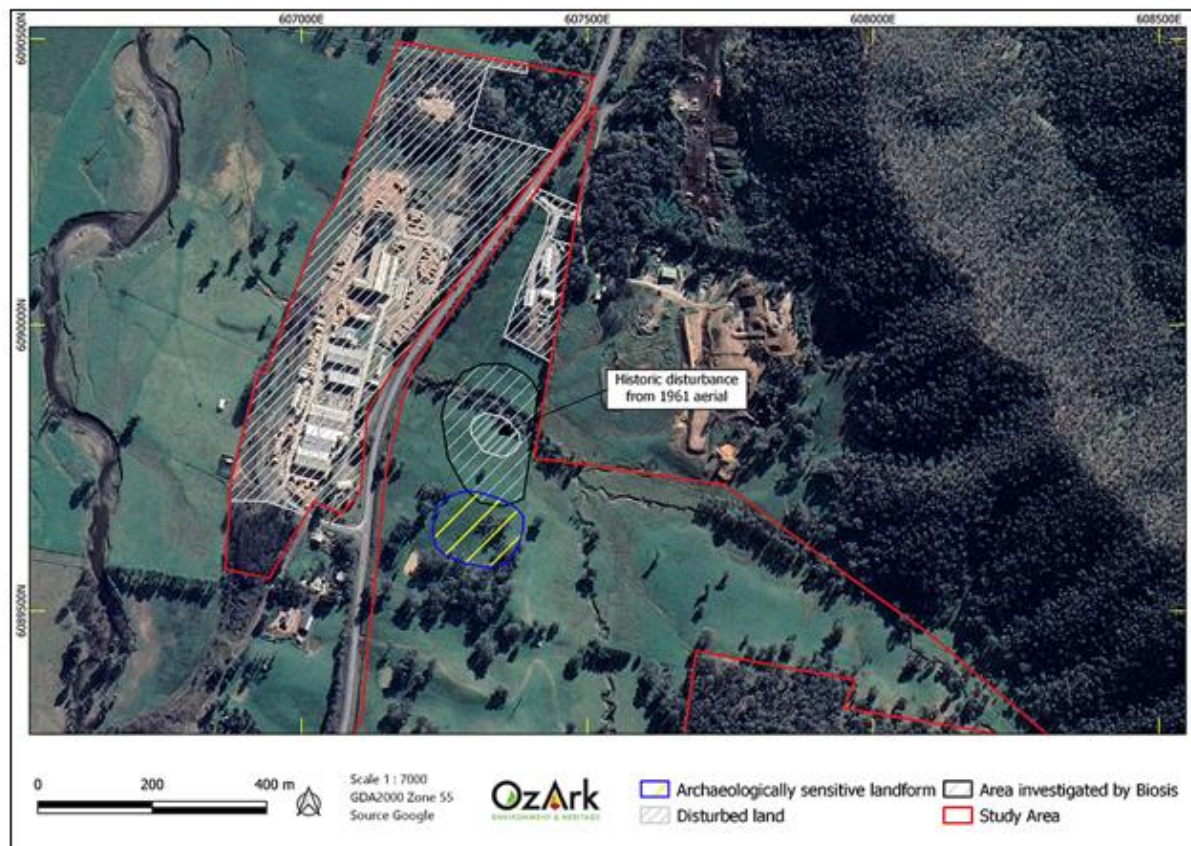 607000E
607500E
608000E
608500E
6090500N
6090000N
6089500N
Historic disturbance
from 1961 aerial
0 200 400 m
Scale 1 : 7000
GDA2000 Zone 55
Source Google
OzArk
ENVIRONMENT & HERITAGE
Archaeologically sensitive landform
Disturbed land
Area investigated by Biosis
Study Area